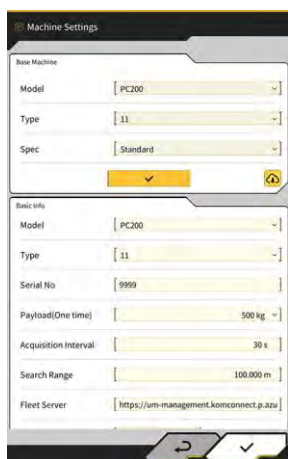 Machine Settings
Base Machine
Model PC200
Type 11
Spec Standard
Basic Info
Model PC200
Type 11
Serial No 9999
Payload(One time) 500 kg
Acquisition Interval 30 s
Search Range 100.000 m
Fleet Server https://um-management.komconnect.p.azu